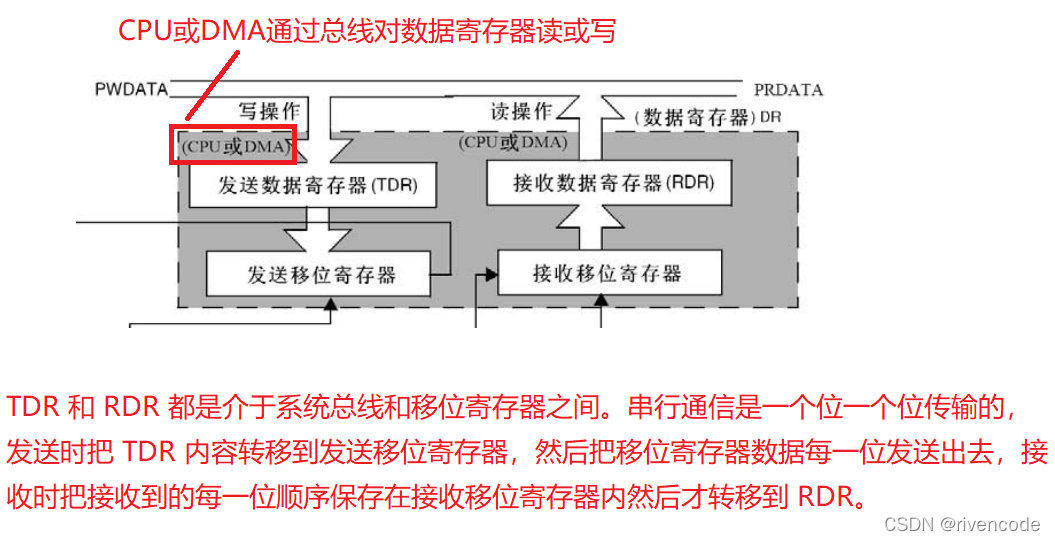 CPU或DMA通过总线对数据寄存器读或写
PWDATA
PRDATA
写操作
读操作
(数据寄存器) DR
(CPU或DMA)
(CPU或DMA)
发送数据寄存器(TDR)
接收数据寄存器(RDR)
发送移位寄存器
接收移位寄存器
TDR 和 RDR 都是介于系统总线和移位寄存器之间。串行通信是一个位一个位传输的，
发送时把 TDR 内容转移到发送移位寄存器，然后把移位寄存器数据每一位发送出去，接
收时把接收到的每一位顺序保存在接收移位寄存器内然后才转移到 RDR。
CSDN @rivencode